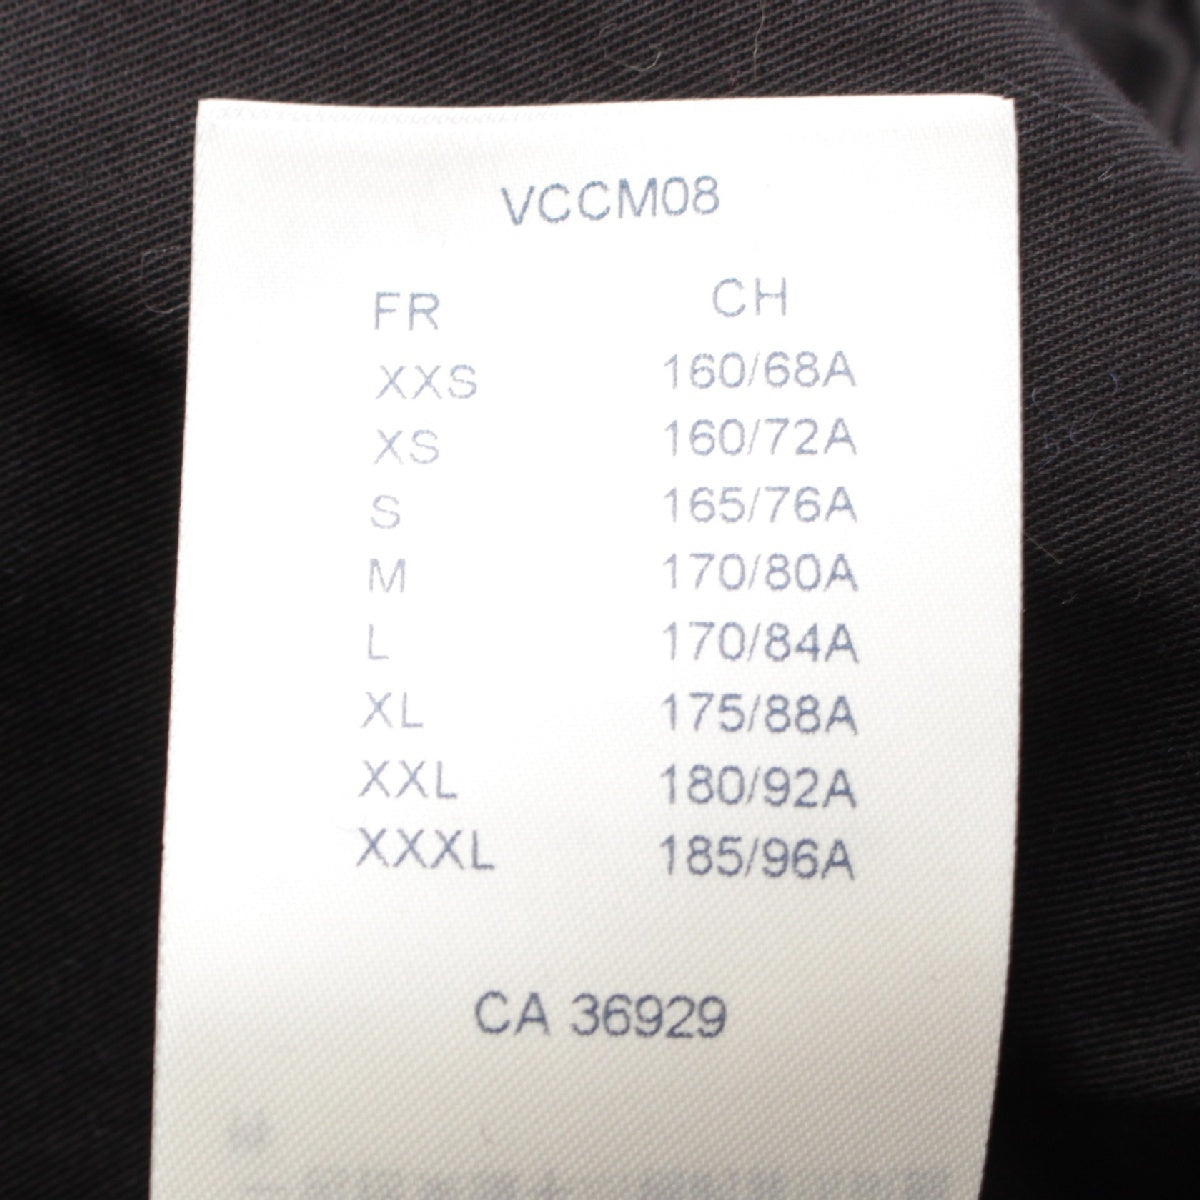 VCCM08
FR CH
XXS 160/68A
XS 160/72A
S 165/76A
M 170/80A
L 170/84A
XL 175/88A
XXL 180/92A
XXXL 185/96A
CA 36929